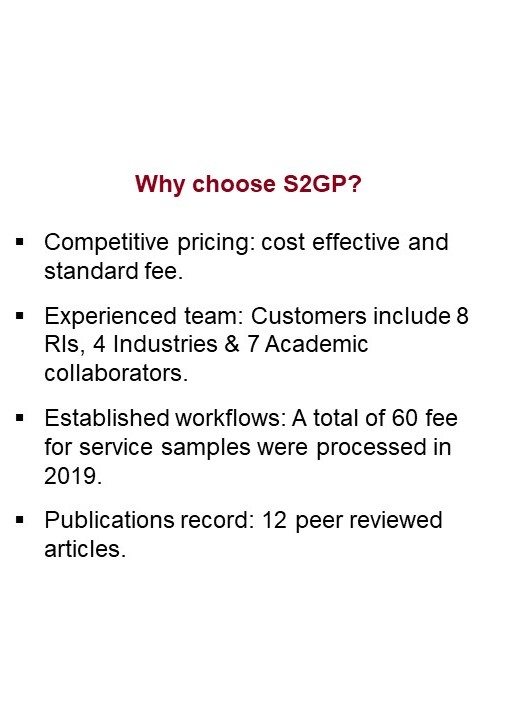 Why choose S2GP?
▪ Competitive pricing: cost effective and
standard fee.
▪ Experienced team: Customers include 8
RIs, 4 Industries & 7 Academic
collaborators.
▪ Established workflows: A total of 60 fee
for service samples were processed in
2019.
▪ Publications record: 12 peer reviewed
articles.